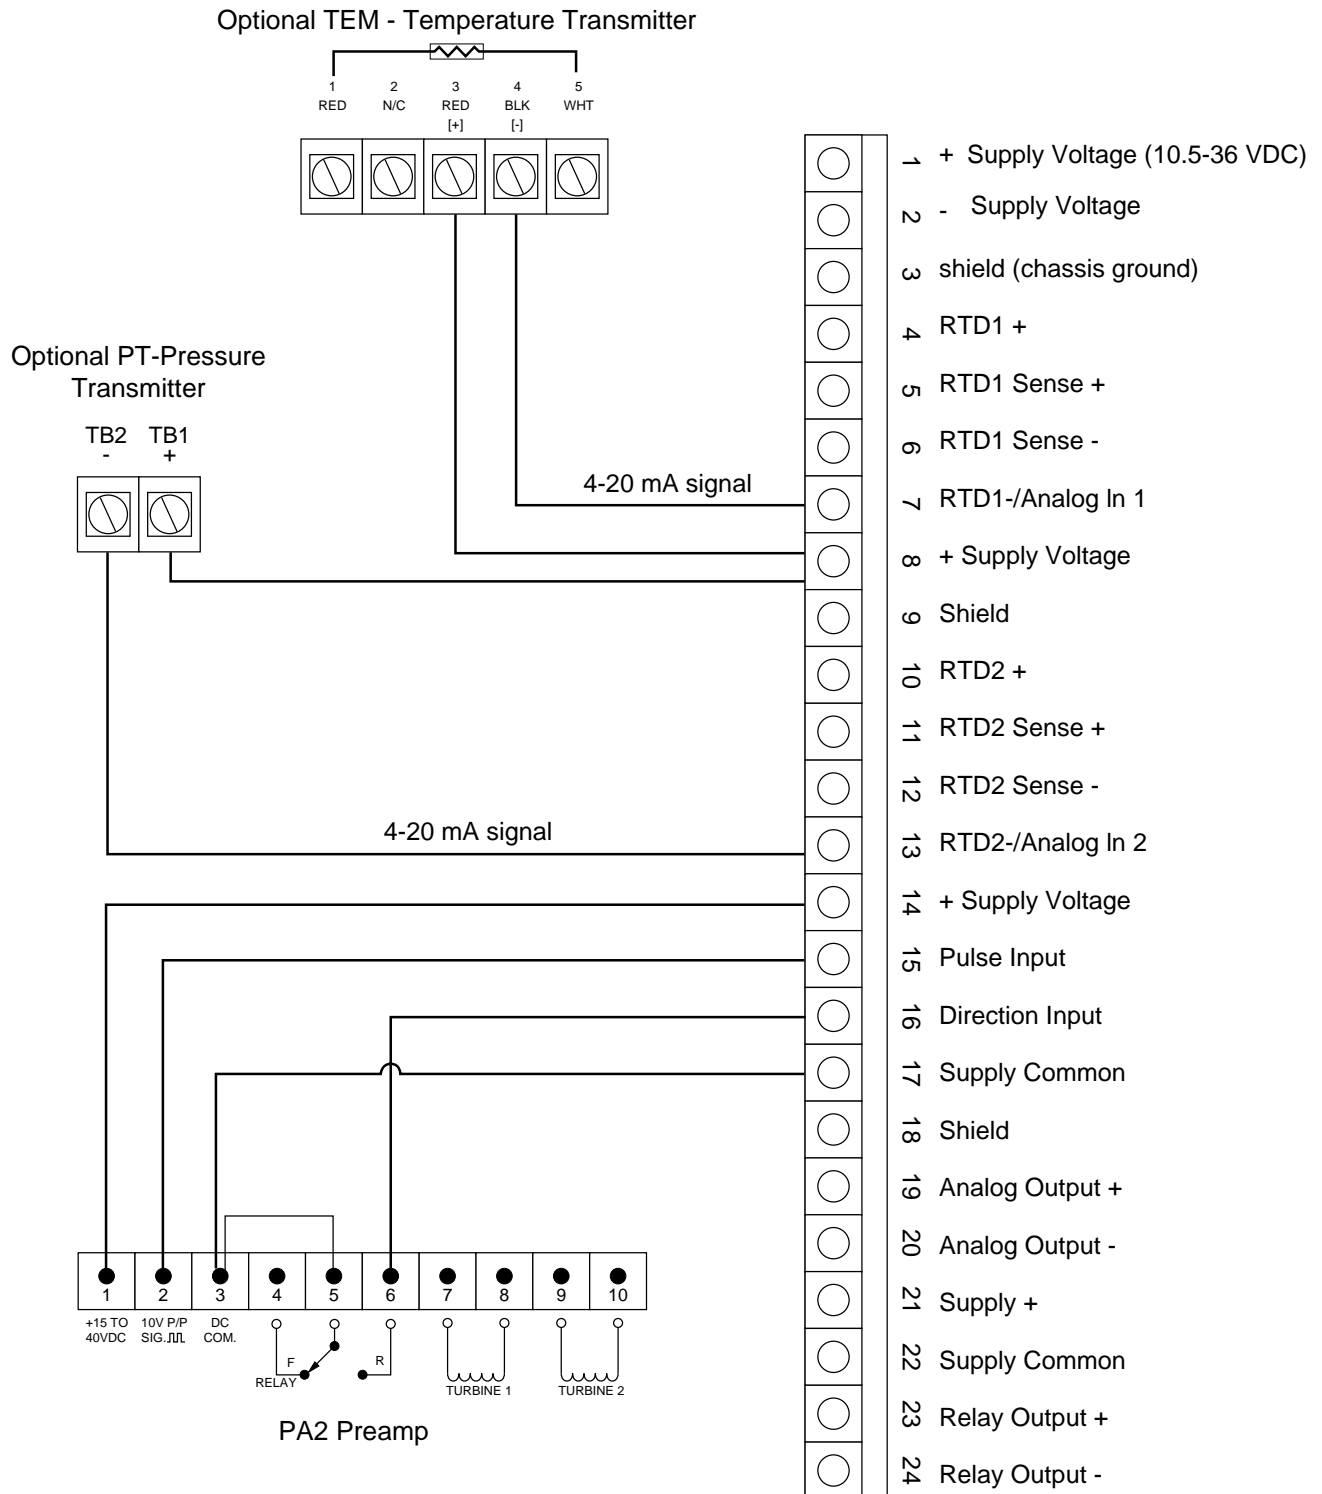 Optional TEM - Temperature Transmitter
1 2 3 4 5
RED N/C RED BLK WHT
[+] [-]
1 + Supply Voltage (10.5-36 VDC)
2 - Supply Voltage
3 shield (chassis ground)
4 RTD1 +
Optional PT-Pressure
Transmitter
5 RTD1 Sense +
TB2 TB1
- +
6 RTD1 Sense -
4-20 mA signal
7 RTD1-/Analog In 1
8 + Supply Voltage
9 Shield
10 RTD2 +
11 RTD2 Sense +
12 RTD2 Sense -
4-20 mA signal
13 RTD2-/Analog In 2
14 + Supply Voltage
15 Pulse Input
16 Direction Input
17 Supply Common
18 Shield
19 Analog Output +
20 Analog Output -
21 Supply +
22 Supply Common
23 Relay Output +
24 Relay Output -
1 2 3 4 5 6 7 8 9 10
+15 TO 10V P/P DC
40VDC SIG. COM.
F R
RELAY TURBINE 1 TURBINE 2
PA2 Preamp